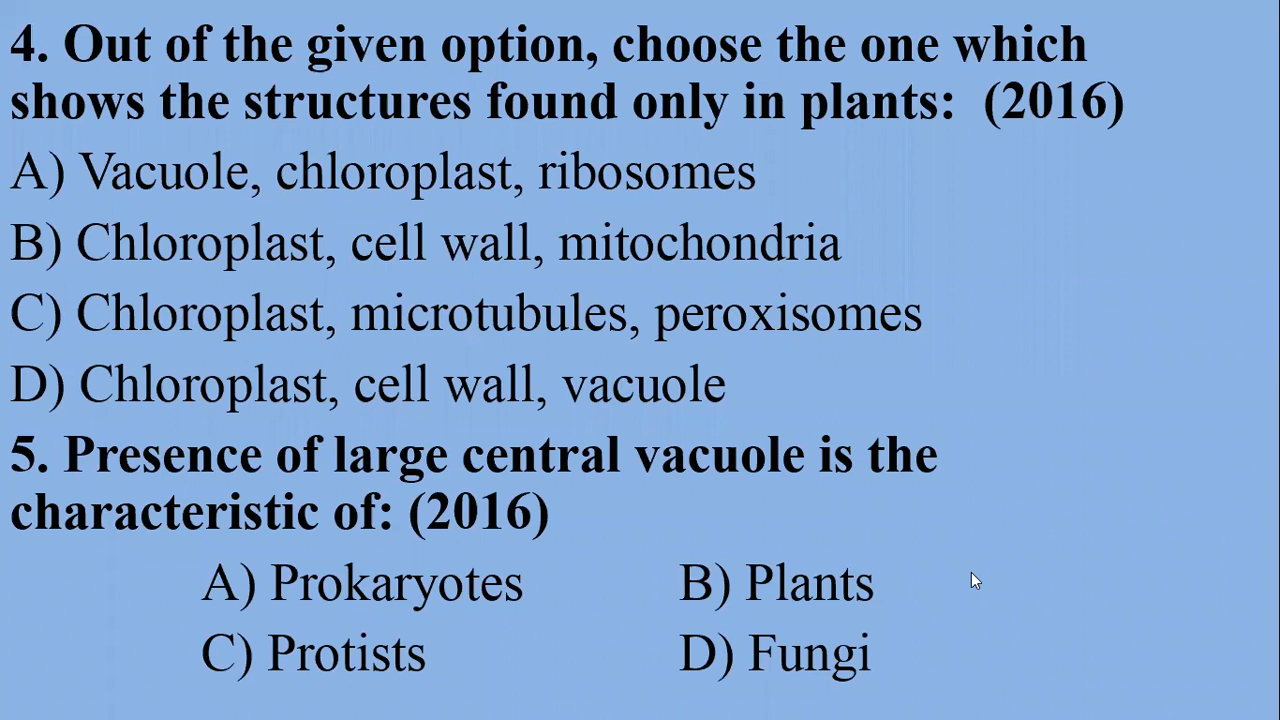 4. Out of the given option, choose the one which
shows the structures found only in plants: (2016)
A) Vacuole, chloroplast, ribosomes
B) Chloroplast, cell wall, mitochondria
C) Chloroplast, microtubules, peroxisomes
D) Chloroplast, cell wall, vacuole
5. Presence of large central vacuole is the
characteristic of: (2016)
A) Prokaryotes B) Plants
C) Protists D) Fungi